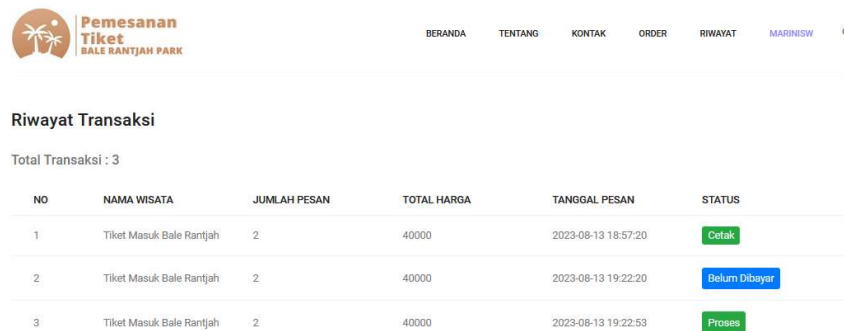 Pemesanan
Tiket
BALE RANTJAH PARK
BERANDA TENTANG KONTAK ORDER RIWAYAT MARINISW
Riwayat Transaksi
Total Transaksi : 3
NO NAMA WISATA JUMLAH PESAN TOTAL HARGA TANGGAL PESAN STATUS
1 Tiket Masuk Bale Rantjah 2 40000 2023-08-13 18:57:20 Cetak
2 Tiket Masuk Bale Rantjah 2 40000 2023-08-13 19:22:20 Belum Dibayar
3 Tiket Masuk Bale Rantjah 2 40000 2023-08-13 19:22:53 Proses